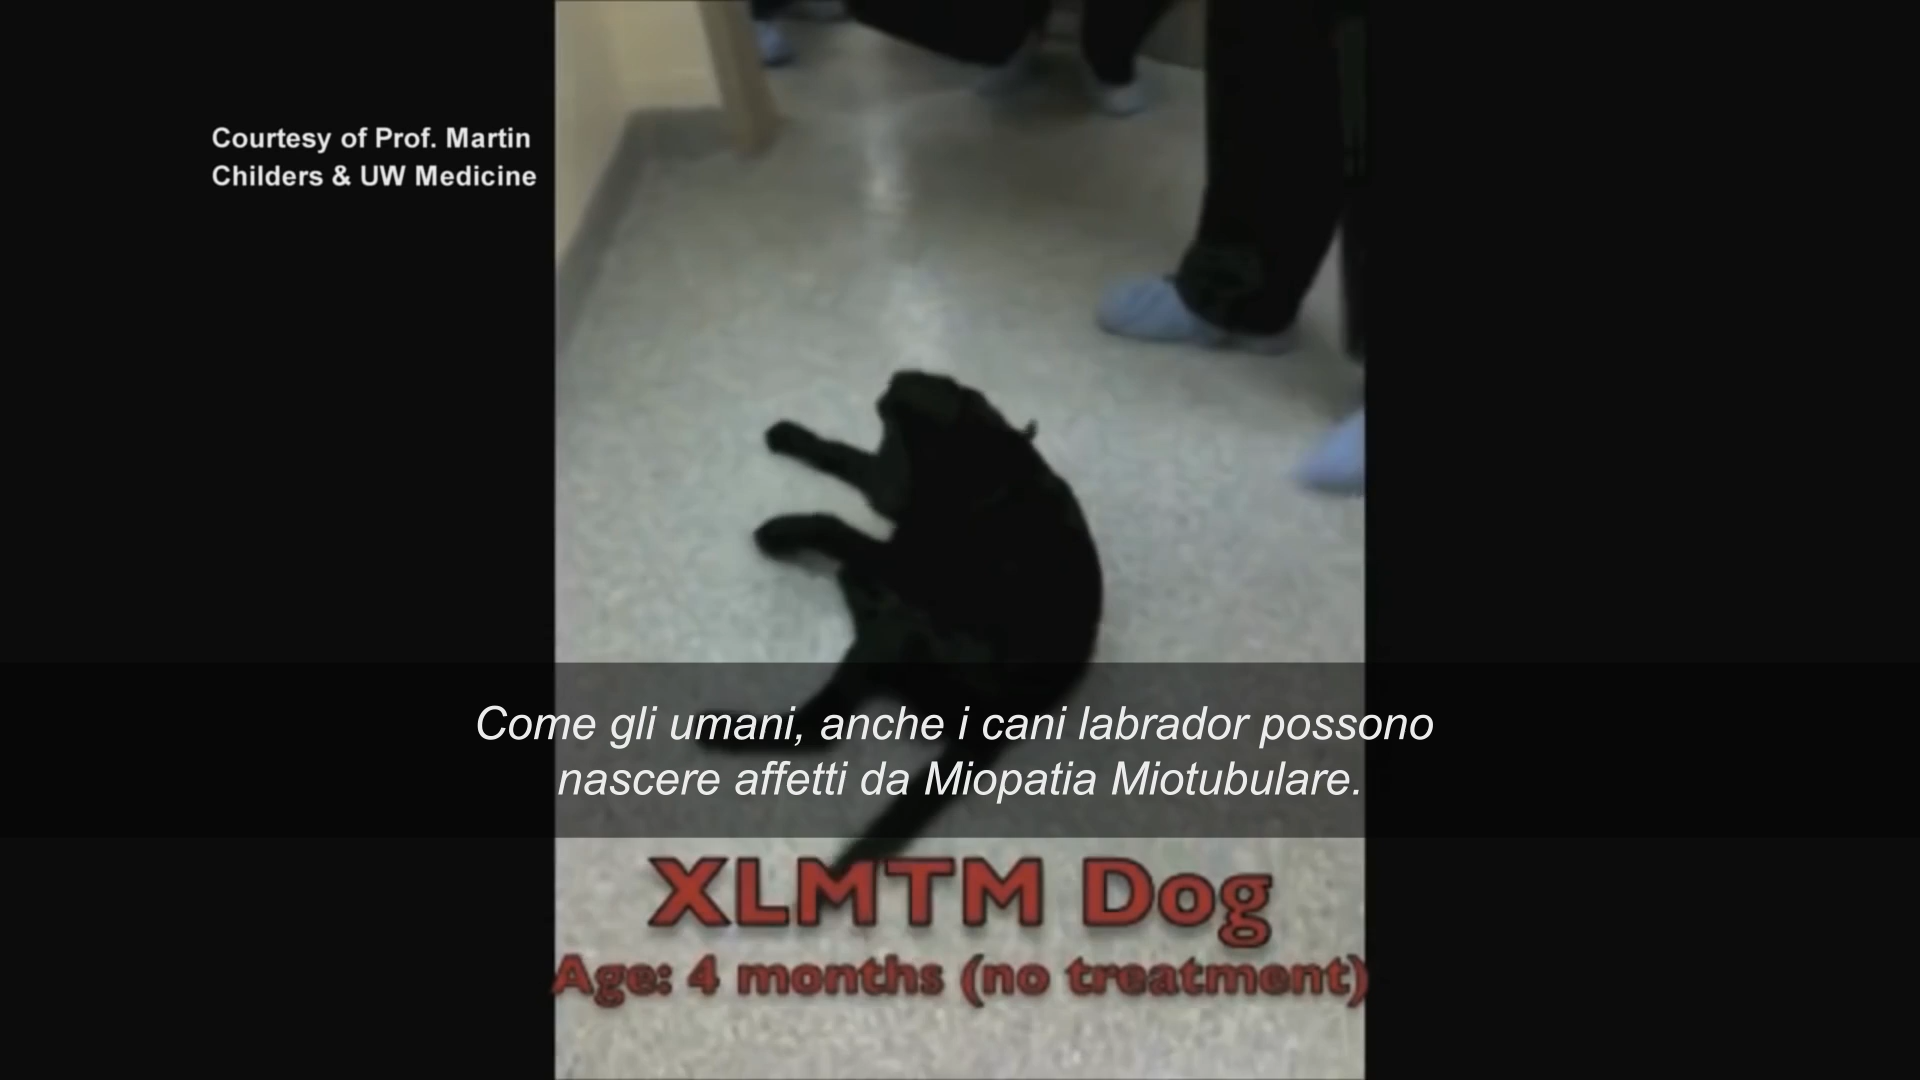 Courtesy of Prof. Martin
Childers & UW Medicine
Come gli umani, anche i cani labrador possono
nascere affetti da Miopatia Miotubulare.
XLMTM Dog
Age: 4 months (no treatment)